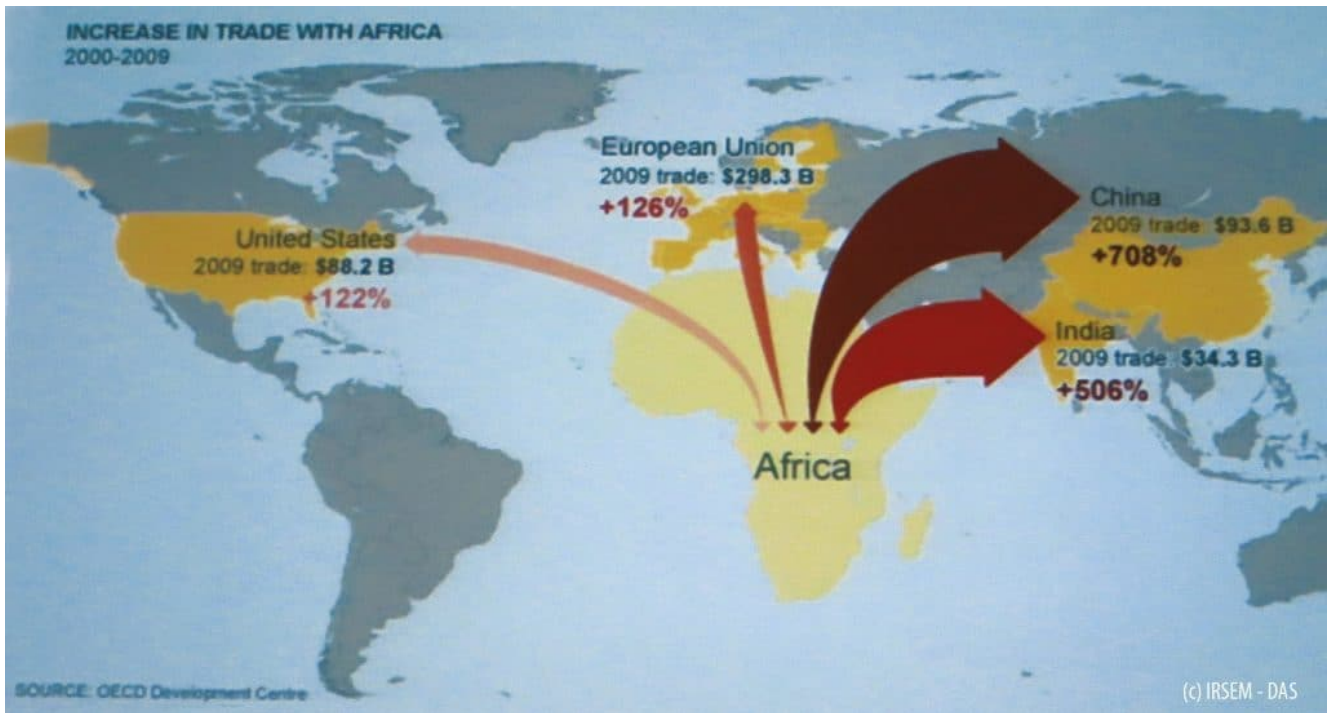 INCREASE IN TRADE WITH AFRICA
2000-2009
European Union
2009 trade: $298.3 B
+126%
China
2009 trade: $93.6 B
+708%
United States
2009 trade: $88.2 B
+122%
India
2009 trade: $34.3 B
+506%
Africa
SOURCE: OECD Development Centre
(c) IRSEM - DAS